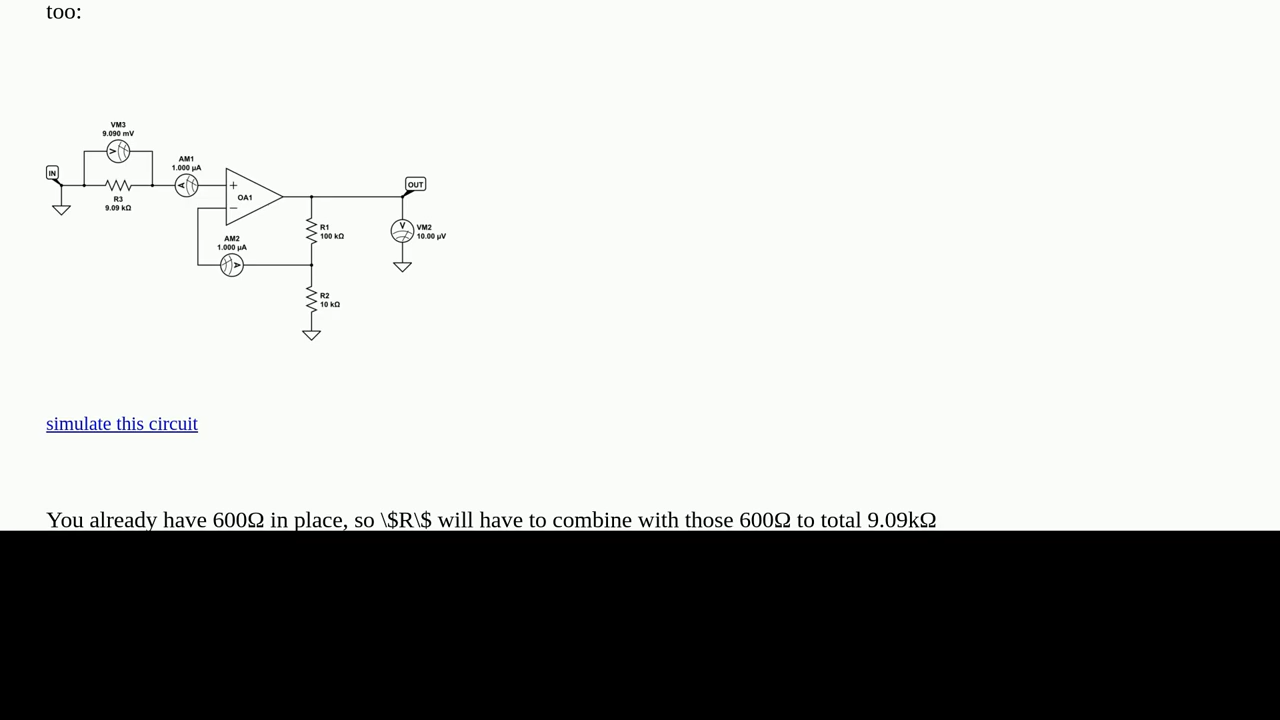 too:
VM3
9.090 mV
AM1
1.000 µA
IN
R3
9.09 kΩ
OA1
OUT
R1
100 kΩ
VM2
10.00 µV
AM2
1.000 µA
R2
10 kΩ
simulate this circuit
You already have 600Ω in place, so \$R\$ will have to combine with those 600Ω to total 9.09kΩ